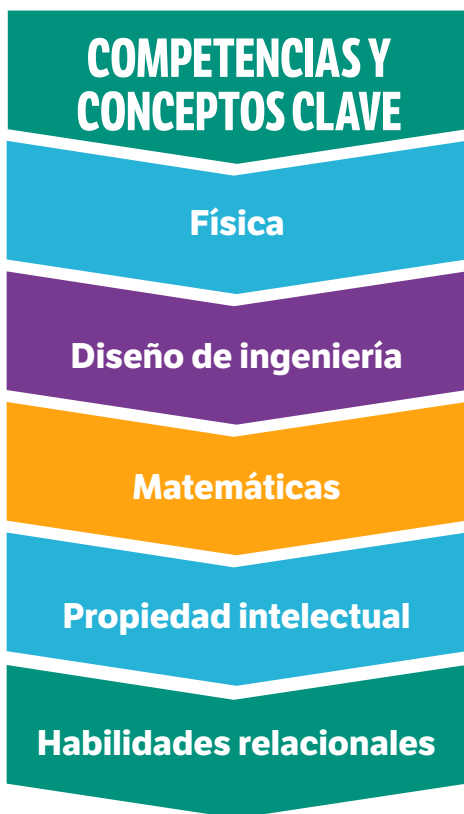 COMPETENCIAS Y
CONCEPTOS CLAVE
Física
Diseño de ingeniería
Matemáticas
Propiedad intelectual
Habilidades relacionales